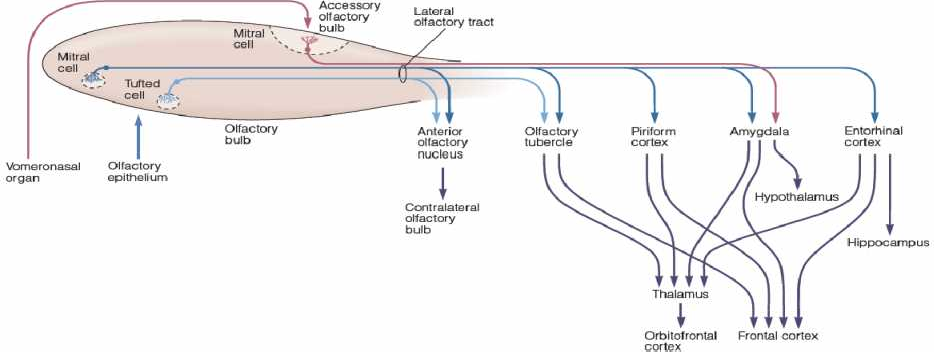 Accessory
olfactory
bulb
Lateral
olfactory tract
Mitral
cell
Mitral
cell
Tufted
cell
Olfactory
bulb
Vomeronasal
organ
Olfactory
epithelium
Anterior
olfactory
nucleus
Olfactory
tubercle
Piriform
cortex
Amygdala
Entorhinal
cortex
Contralateral
olfactory
bulb
Hypothalamus
Hippocampus
Thalamus
Orbitofrontal
cortex
Frontal cortex